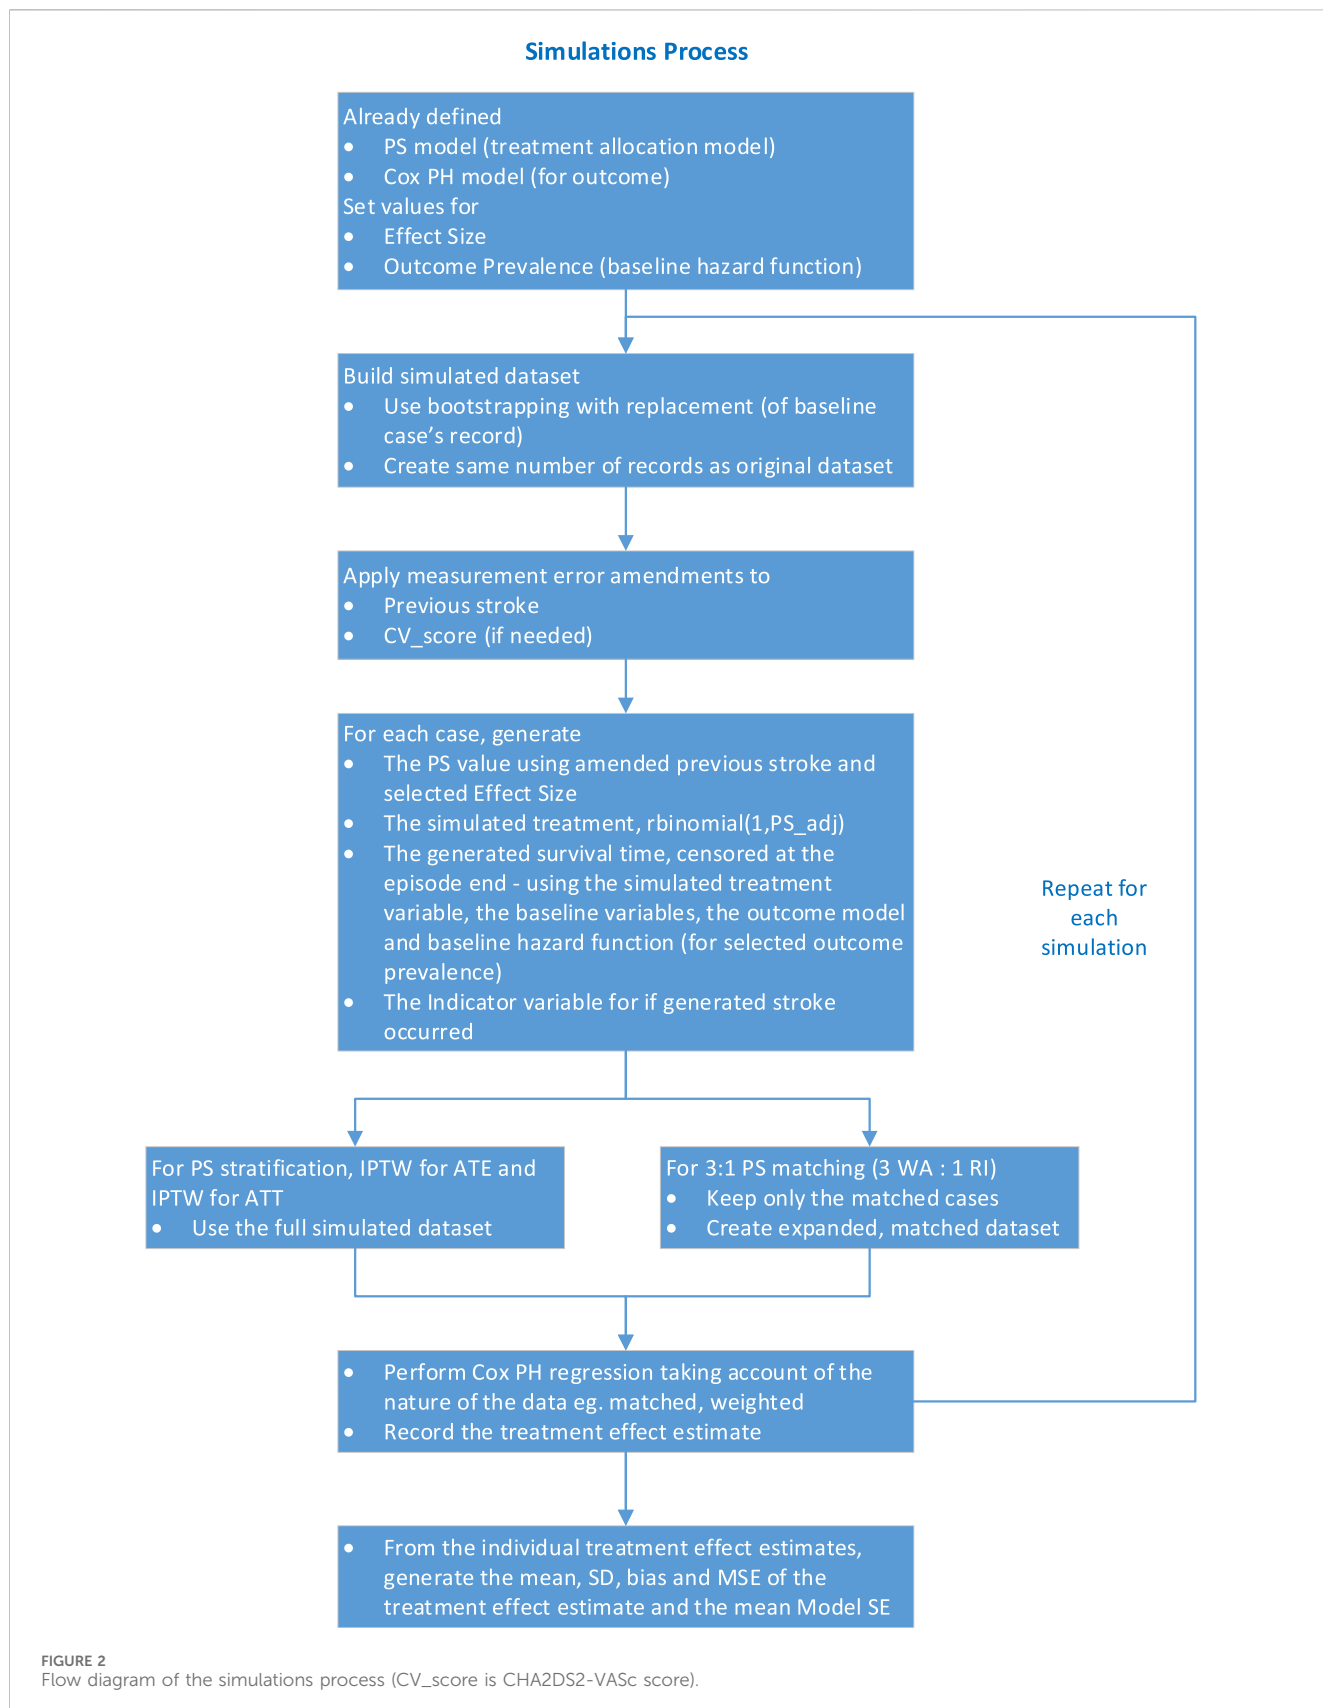 Simulations Process
Already defined
• PS model (treatment allocation model)
• Cox PH model (for outcome)
Set values for
• Effect Size
• Outcome Prevalence (baseline hazard function)
Build simulated dataset
• Use bootstrapping with replacement (of baseline
case’s record)
• Create same number of records as original dataset
Apply measurement error amendments to
• Previous stroke
• CV_score (if needed)
For each case, generate
• The PS value using amended previous stroke and
selected Effect Size
• The simulated treatment, rbinomial(1,PS_adj)
• The generated survival time, censored at the
episode end - using the simulated treatment
variable, the baseline variables, the outcome model
and baseline hazard function (for selected outcome
prevalence)
• The Indicator variable for if generated stroke
occurred
Repeat for
each
simulation
For PS stratification, IPTW for ATE and
IPTW for ATT
• Use the full simulated dataset
For 3:1 PS matching (3 WA : 1 RI)
• Keep only the matched cases
• Create expanded, matched dataset
• Perform Cox PH regression taking account of the
nature of the data eg. matched, weighted
• Record the treatment effect estimate
• From the individual treatment effect estimates,
generate the mean, SD, bias and MSE of the
treatment effect estimate and the mean Model SE
FIGURE 2
Flow diagram of the simulations process (CV_score is CHA2DS2-VASc score).